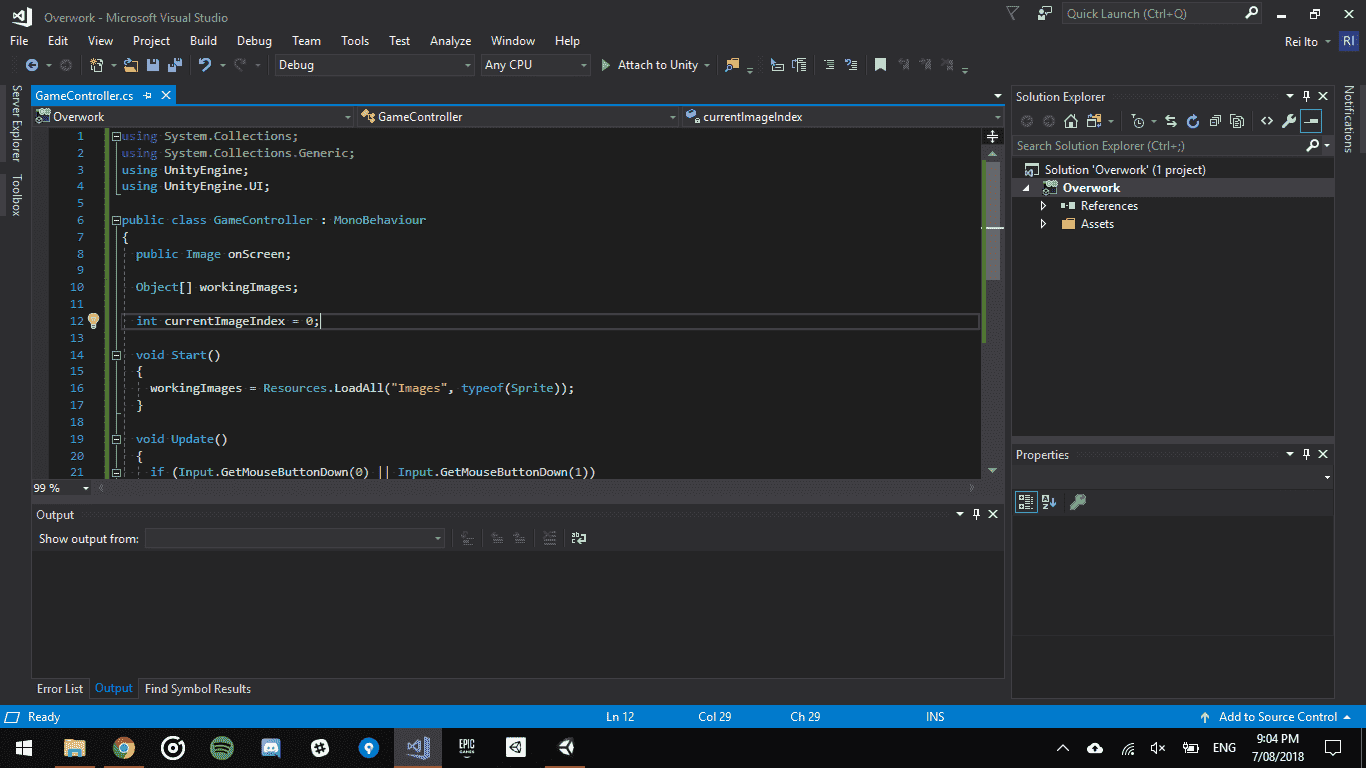 Overwork - Microsoft Visual Studio
Quick Launch (Ctrl+Q)
File Edit View Project Build Debug Team Tools Test Analyze Window Help
Rei Ito RI
Debug Any CPU Attach to Unity
Server Explorer
Toolbox
GameController.cs
Overwork GameController currentImageIndex
1 using System.Collections;
2 using System.Collections.Generic;
3 using UnityEngine;
4 using UnityEngine.UI;
5
6 public class GameController : MonoBehaviour
7 {
8 public Image onScreen;
9
10 Object[] workingImages;
11
12 int currentImageIndex = 0;
13
14 void Start()
15 {
16 workingImages = Resources.LoadAll("Images", typeof(Sprite));
17 }
18
19 void Update()
20 {
21 if (Input.GetMouseButtonDown(0) || Input.GetMouseButtonDown(1))
99 %
Output
Show output from:
Error List Output Find Symbol Results
Solution Explorer
Search Solution Explorer (Ctrl+;)
Solution 'Overwork' (1 project)
Overwork
References
Assets
Properties
Notifications
Ready Ln 12 Col 29 Ch 29 INS Add to Source Control
EPIC
GAMES
ENG
9:04 PM
7/08/2018